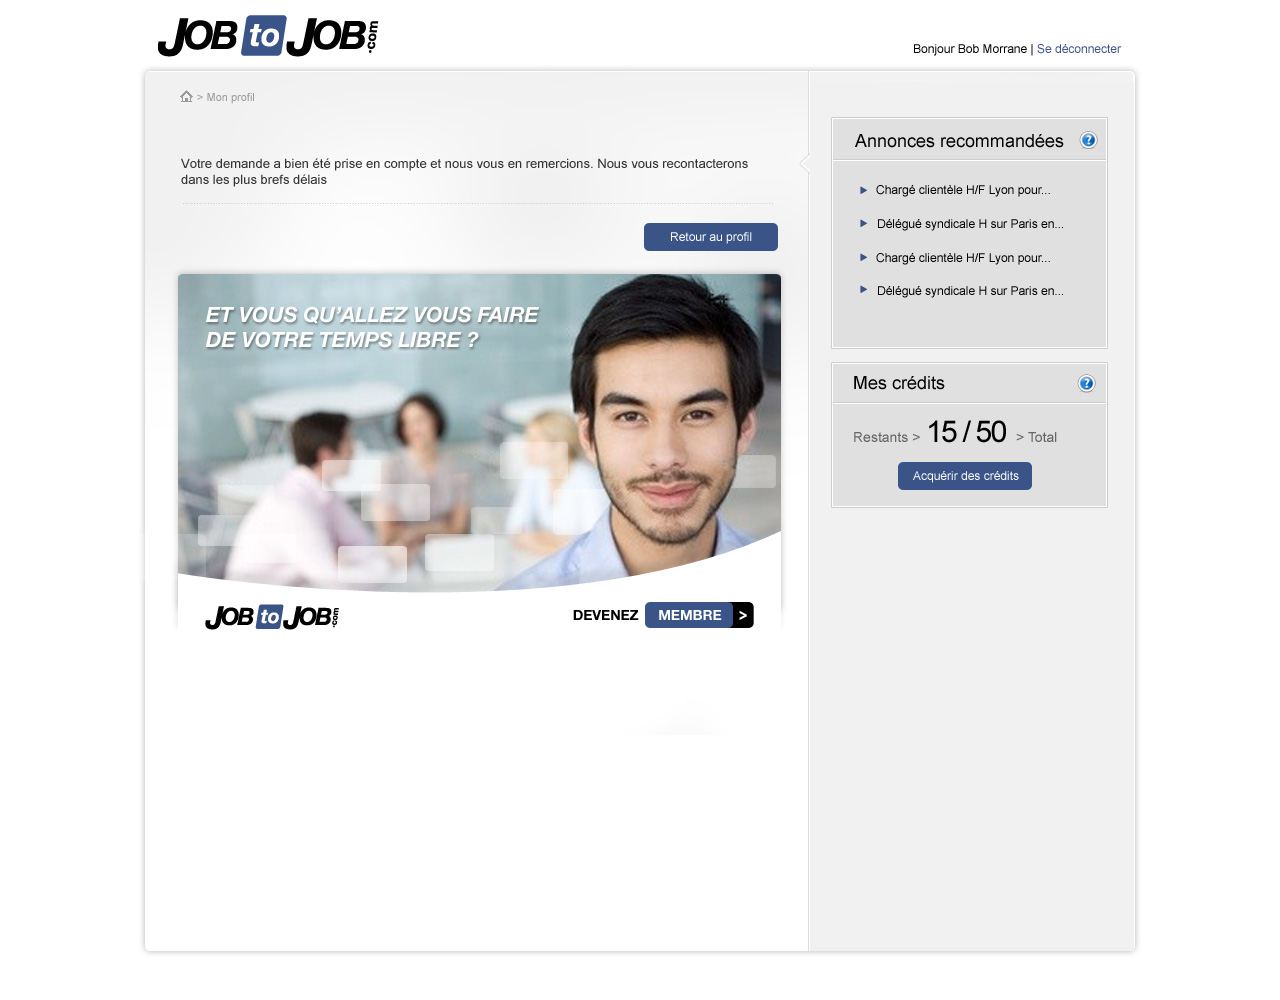 JOB to JOB .com
Bonjour Bob Morrane | Se déconnecter
> Mon profil
Votre demande a bien été prise en compte et nous vous en remercions. Nous vous recontacterons
dans les plus brefs délais
Retour au profil
ET VOUS QU'ALLEZ VOUS FAIRE
DE VOTRE TEMPS LIBRE ?
JOB to JOB .com
DEVENEZ MEMBRE >
Annonces recommandées ?
Chargé clientèle H/F Lyon pour...
Délégué syndicale H sur Paris en...
Chargé clientèle H/F Lyon pour...
Délégué syndicale H sur Paris en...
Mes crédits ?
Restants > 15 / 50 > Total
Acquérir des crédits